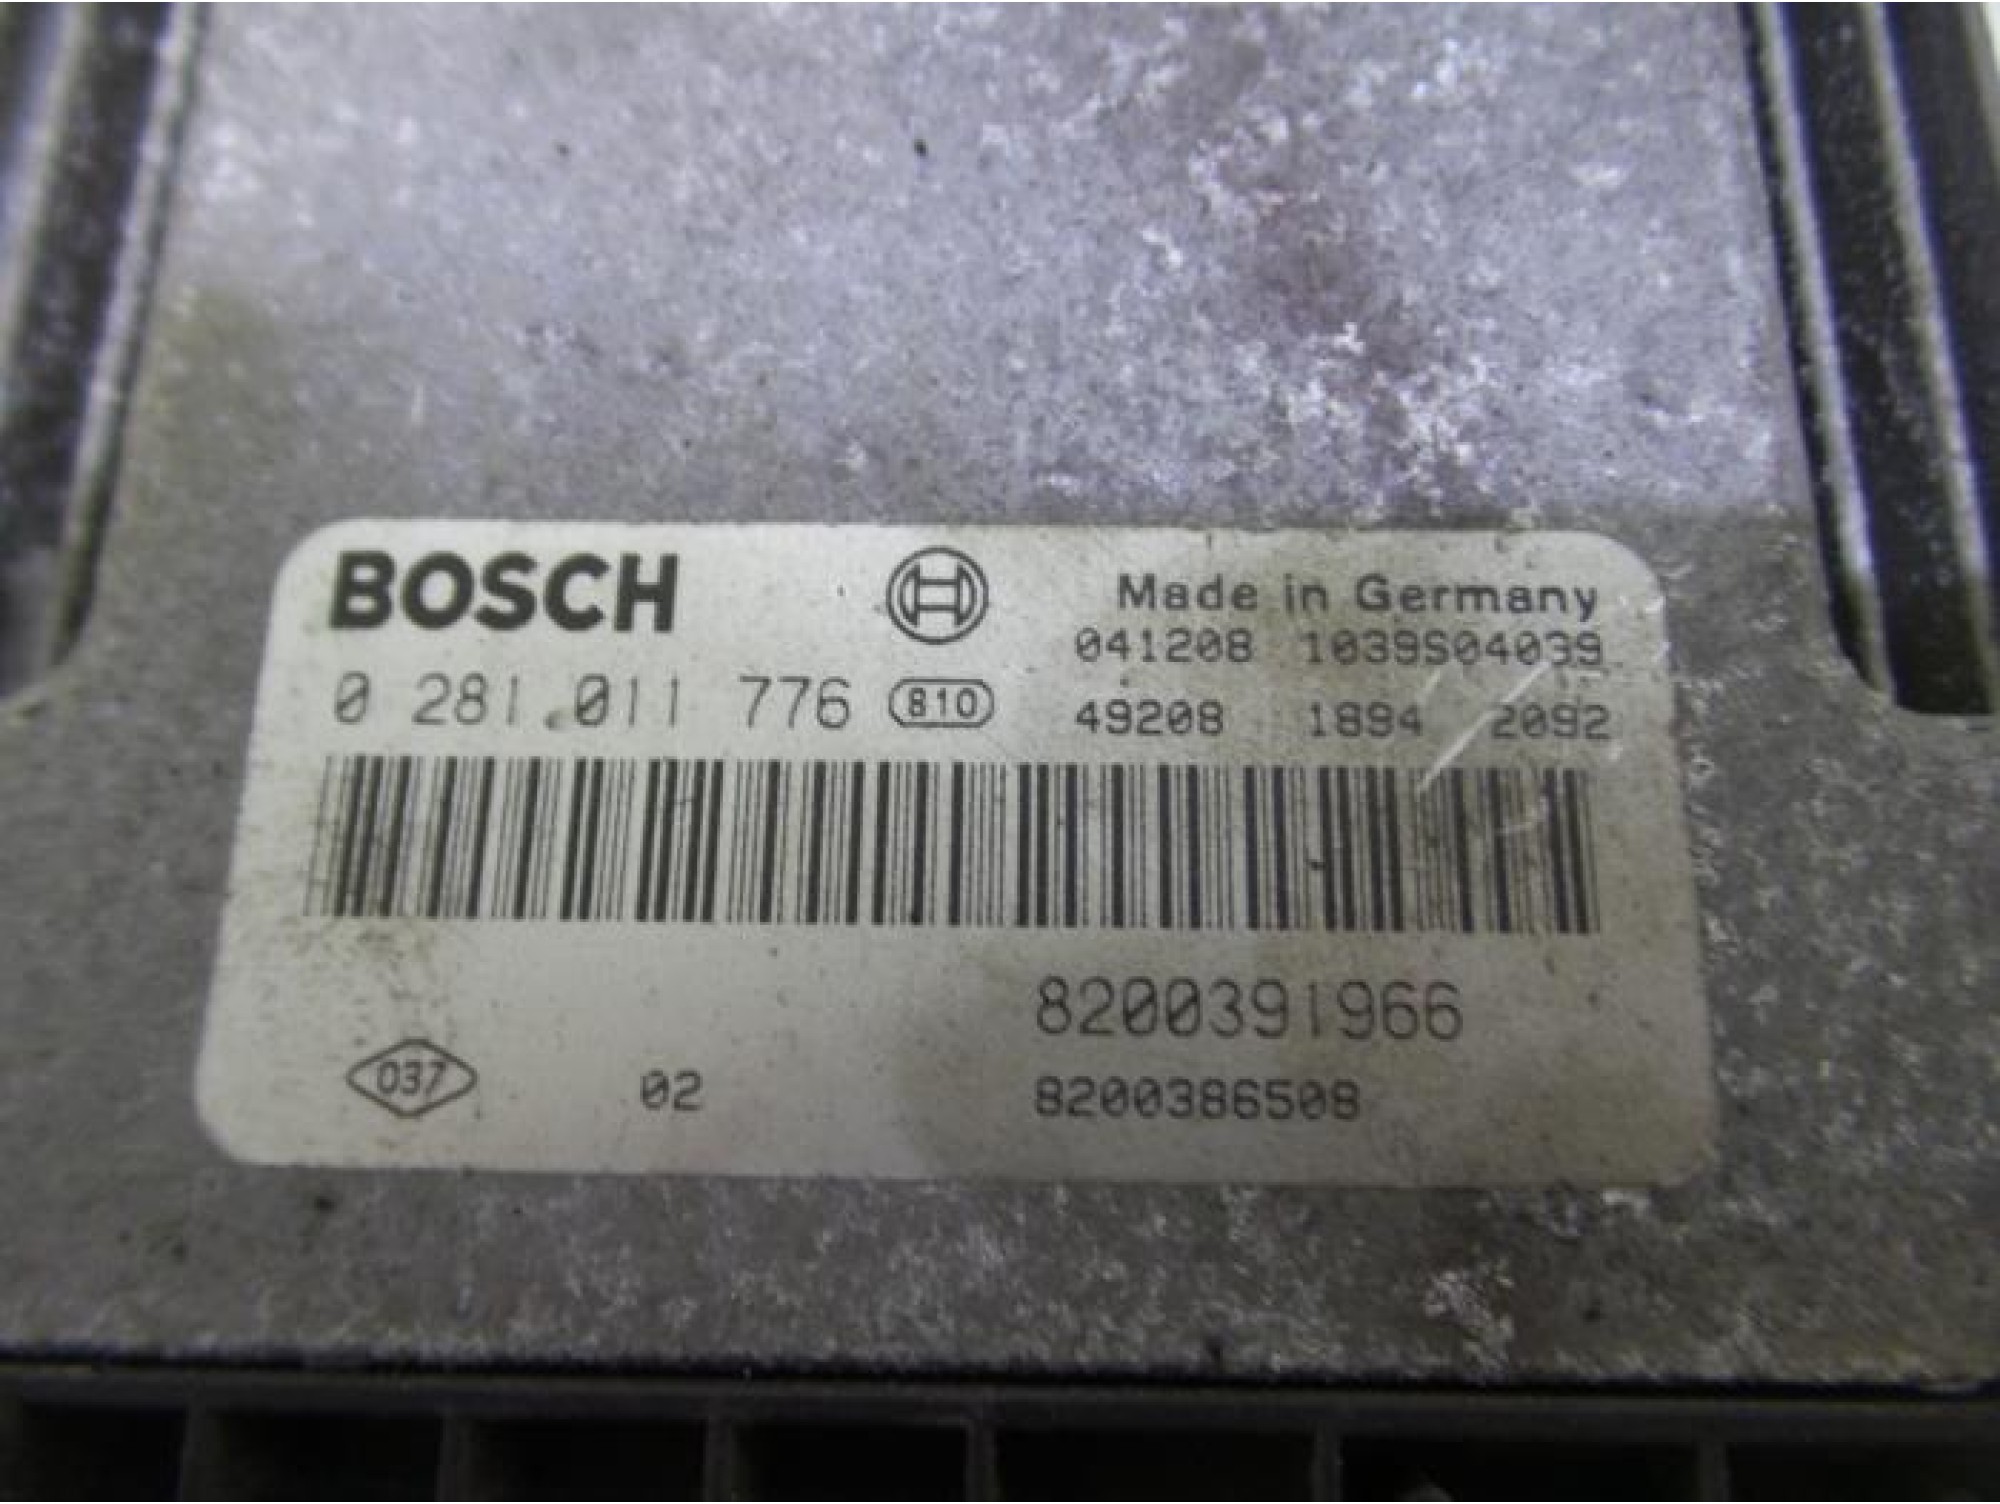 BOSCH
Made in Germany
041208 1039S04039
0 281 011 776 810
49208 1894 2092
8200391966
037 02 8200386508